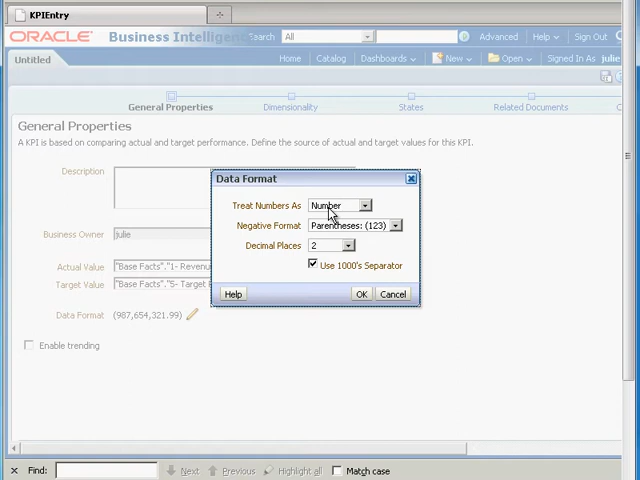 KPIEntry
ORACLE Business Intelligen Search All Advanced Help Sign Out
Untitled Home Catalog Dashboards New Open Signed In As julie
General Properties Dimensionality States Related Documents
General Properties
A KPI is based on comparing actual and target performance. Define the source of actual and target values for this KPI.
Description
Data Format
Treat Numbers As Number
Negative Format Parentheses: (123)
Decimal Places 2
Use 1000's Separator
Help OK Cancel
Business Owner julie
Actual Value "Base Facts"."1- Revenu
Target Value "Base Facts"."5- Target
Data Format (987,654,321.99)
Enable trending
Find: Next Previous Highlight all Match case